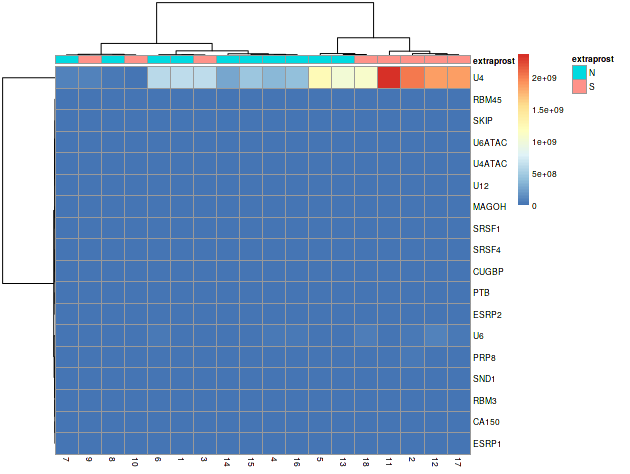 extraprost
U4
RBM45
SKIP
U6ATAC
U4ATAC
U12
MAGOH
SRSF1
SRSF4
CUGBP
PTB
ESRP2
U6
PRP8
SND1
RBM3
CA150
ESRP1
7 9 8 10 6 1 3 14 15 4 16 5 13 18 11 2 12 17
2e+09
1.5e+09
1e+09
5e+08
0
extraprost
N
S